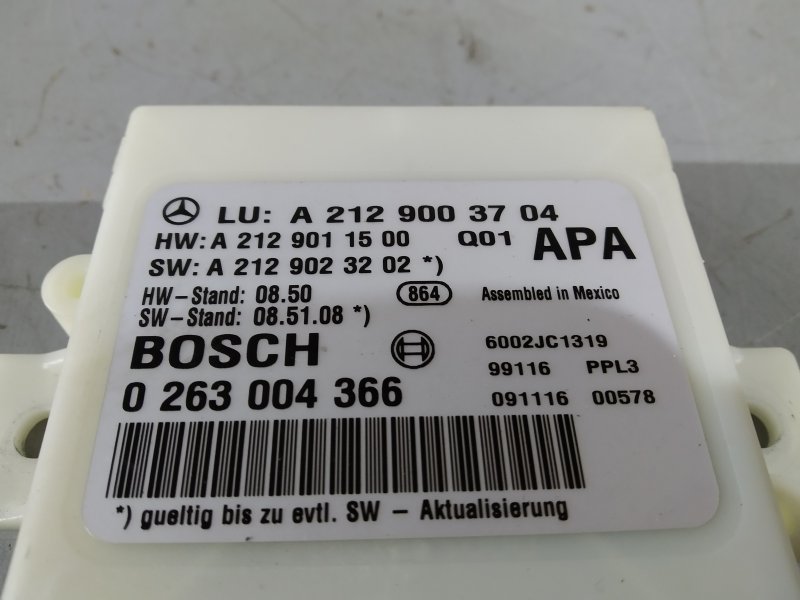 LU: A 212 900 37 04
HW: A 212 901 15 00 Q01 APA
SW: A 212 902 32 02 *)
HW-Stand: 08.50 864 Assembled in Mexico
SW-Stand: 08.51.08 *)
BOSCH 6002JC1319
99116 PPL3
0 263 004 366 091116 00578
*) gueltig bis zu evtl. SW - Aktualisierung